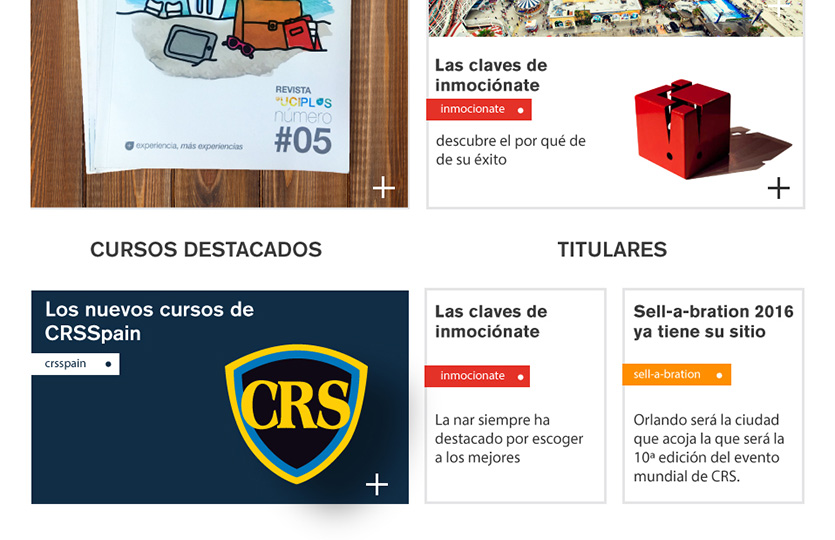 REVISTA
UCIPLUS
número
#05
experiencia, más experiencias
Las claves de
inmociónate
inmocionate
descubre el por qué de
de su éxito
CURSOS DESTACADOS
TITULARES
Los nuevos cursos de
CRSSpain
crsspain
CRS
Las claves de
inmociónate
inmocionate
La nar siempre ha
destacado por escoger
a los mejores
Sell-a-bration 2016
ya tiene su sitio
sell-a-bration
Orlando será la ciudad
que acoja la que será la
10ª edición del evento
mundial de CRS.